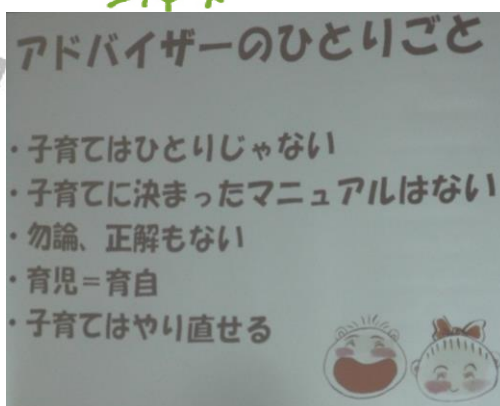 アドバイザーのひとりごと
・子育てはひとりじゃない
・子育てに決まったマニュアルはない
・勿論、正解もない
・育児=育自
・子育てはやり直せる